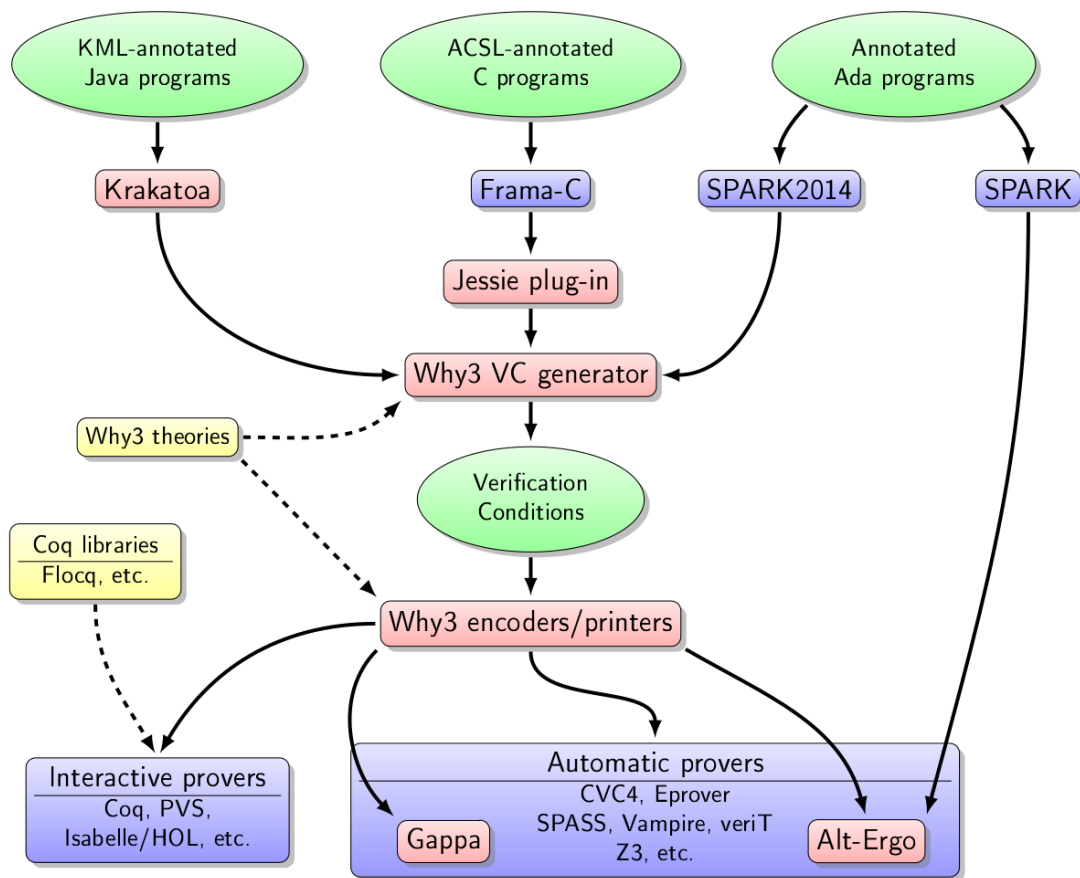 KML-annotated
Java programs
ACSL-annotated
C programs
Annotated
Ada programs
Krakatoa
Frama-C
SPARK2014
SPARK
Jessie plug-in
Why3 VC generator
Why3 theories
Verification
Conditions
Coq libraries
Flocq, etc.
Why3 encoders/printers
Interactive provers
Coq, PVS,
Isabelle/HOL, etc.
Automatic provers
CVC4, Eprover
SPASS, Vampire, veriT
Z3, etc.
Gappa
Alt-Ergo